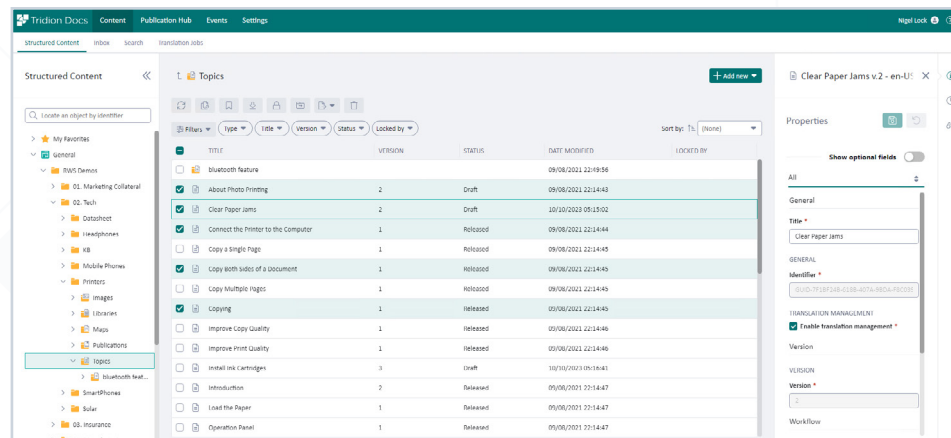 Tridion Docs Content Publication Hub Events Settings Nigel Lock
Structured Content Inbox Search Translation Jobs
Structured Content
Locate an object by identifier
My Favorites
General
RWS Demos
01. Marketing Collateral
02. Tech
Datasheet
Headphones
KB
Mobile Phones
Printers
Images
Libraries
Maps
Publications
Topics
bluetooth feat...
SmartPhones
Solar
03. Insurance
Topics
Add new
Filters Type Title Version Status Locked by Sort by: (None)
TITLE VERSION STATUS DATE MODIFIED LOCKED BY
bluetooth feature 09/08/2021 22:49:56
About Photo Printing 2 Draft 09/08/2021 22:14:43
Clear Paper Jams 2 Draft 10/10/2023 05:15:02
Connect the Printer to the Computer 1 Released 09/08/2021 22:14:44
Copy a Single Page 1 Released 09/08/2021 22:14:45
Copy Both Sides of a Document 1 Released 09/08/2021 22:14:45
Copy Multiple Pages 1 Released 09/08/2021 22:14:45
Copying 1 Released 09/08/2021 22:14:45
Improve Copy Quality 1 Released 09/08/2021 22:14:46
Improve Print Quality 1 Released 09/08/2021 22:14:46
Install Ink Cartridges 3 Draft 10/10/2023 05:16:41
Introduction 2 Released 09/08/2021 22:14:47
Load the Paper 1 Released 09/08/2021 22:14:47
Operation Panel 1 Released 09/08/2021 22:14:47
Clear Paper Jams v.2 - en-US
Properties
Show optional fields
All
General
Title *
Clear Paper Jams
GENERAL
Identifier *
TRANSLATION MANAGEMENT
Enable translation management *
Version
VERSION
Version *
2
Workflow